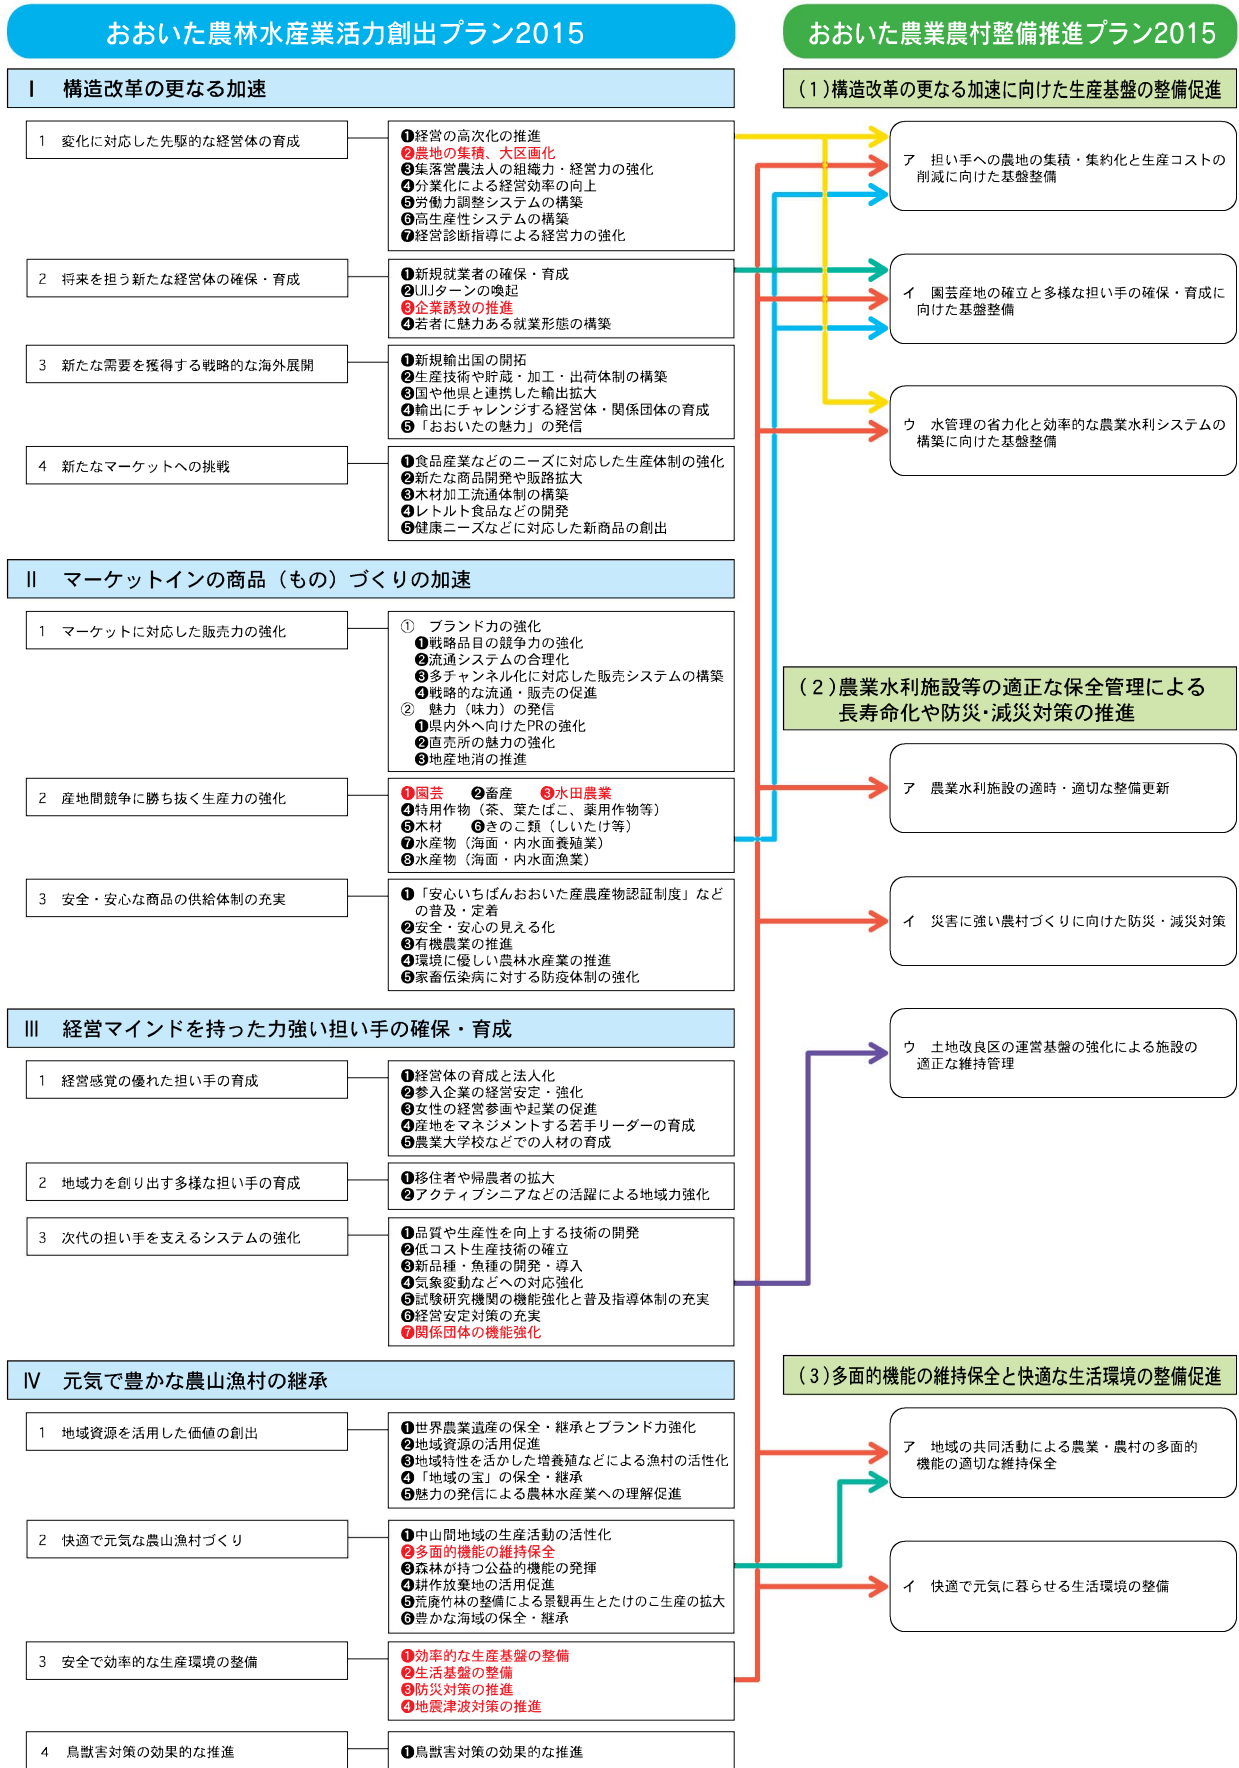 おおいた農林水産業活力創出プラン2015
Ⅰ 構造改革の更なる加速
1 変化に対応した先駆的な経営体の育成
❶経営の高次化の推進
❷農地の集積、大区画化
❸集落営農法人の組織力・経営力の強化
❹分業化による経営効率の向上
❺労働力調整システムの構築
❻高生産性システムの構築
❼経営診断指導による経営力の強化
2 将来を担う新たな経営体の確保・育成
❶新規就業者の確保・育成
❷UIJターンの喚起
❸企業誘致の推進
❹若者に魅力ある就業形態の構築
3 新たな需要を獲得する戦略的な海外展開
❶新規輸出国の開拓
❷生産技術や貯蔵・加工・出荷体制の構築
❸国や他県と連携した輸出拡大
❹輸出にチャレンジする経営体・関係団体の育成
❺「おおいたの魅力」の発信
4 新たなマーケットへの挑戦
❶食品産業などのニーズに対応した生産体制の強化
❷新たな商品開発や販路拡大
❸木材加工流通体制の構築
❹レトルト食品などの開発
❺健康ニーズなどに対応した新商品の創出
Ⅱ マーケットインの商品（もの）づくりの加速
1 マーケットに対応した販売力の強化
① ブランド力の強化
❶戦略品目の競争力の強化
❷流通システムの合理化
❸多チャンネル化に対応した販売システムの構築
❹戦略的な流通・販売の促進
② 魅力（味力）の発信
❶県内外へ向けたPRの強化
❷直売所の魅力の強化
❸地産地消の推進
2 産地間競争に勝ち抜く生産力の強化
❶園芸 ❷畜産 ❸水田農業
❹特用作物（茶、葉たばこ、薬用作物等）
❺木材 ❻きのこ類（しいたけ等）
❼水産物（海面・内水面養殖業）
❽水産物（海面・内水面漁業）
3 安全・安心な商品の供給体制の充実
❶「安心いちばんおおいた産農産物認証制度」など
の普及・定着
❷安全・安心の見える化
❸有機農業の推進
❹環境に優しい農林水産業の推進
❺家畜伝染病に対する防疫体制の強化
Ⅲ 経営マインドを持った力強い担い手の確保・育成
1 経営感覚の優れた担い手の育成
❶経営体の育成と法人化
❷参入企業の経営安定・強化
❸女性の経営参画や起業の促進
❹産地をマネジメントする若手リーダーの育成
❺農業大学校などでの人材の育成
2 地域力を創り出す多様な担い手の育成
❶移住者や帰農者の拡大
❷アクティブシニアなどの活躍による地域力強化
3 次代の担い手を支えるシステムの強化
❶品質や生産性を向上する技術の開発
❷低コスト生産技術の確立
❸新品種・魚種の開発・導入
❹気象変動などへの対応強化
❺試験研究機関の機能強化と普及指導体制の充実
❻経営安定対策の充実
❼関係団体の機能強化
Ⅳ 元気で豊かな農山漁村の継承
1 地域資源を活用した価値の創出
❶世界農業遺産の保全・継承とブランド力強化
❷地域資源の活用促進
❸地域特性を活かした増養殖などによる漁村の活性化
❹「地域の宝」の保全・継承
❺魅力の発信による農林水産業への理解促進
2 快適で元気な農山漁村づくり
❶中山間地域の生産活動の活性化
❷多面的機能の維持保全
❸森林が持つ公益的機能の発揮
❹耕作放棄地の活用促進
❺荒廃竹林の整備による景観再生とたけのこ生産の拡大
❻豊かな海域の保全・継承
3 安全で効率的な生産環境の整備
❶効率的な生産基盤の整備
❷生活基盤の整備
❸防災対策の推進
❹地震津波対策の推進
4 鳥獣害対策の効果的な推進
❶鳥獣害対策の効果的な推進
おおいた農業農村整備推進プラン2015
（1）構造改革の更なる加速に向けた生産基盤の整備促進
ア 担い手への農地の集積・集約化と生産コストの
削減に向けた基盤整備
イ 園芸産地の確立と多様な担い手の確保・育成に
向けた基盤整備
ウ 水管理の省力化と効率的な農業水利システムの
構築に向けた基盤整備
（2）農業水利施設等の適正な保全管理による
長寿命化や防災・減災対策の推進
ア 農業水利施設の適時・適切な整備更新
イ 災害に強い農村づくりに向けた防災・減災対策
ウ 土地改良区の運営基盤の強化による施設の
適正な維持管理
（3）多面的機能の維持保全と快適な生活環境の整備促進
ア 地域の共同活動による農業・農村の多面的
機能の適切な維持保全
イ 快適で元気に暮らせる生活環境の整備